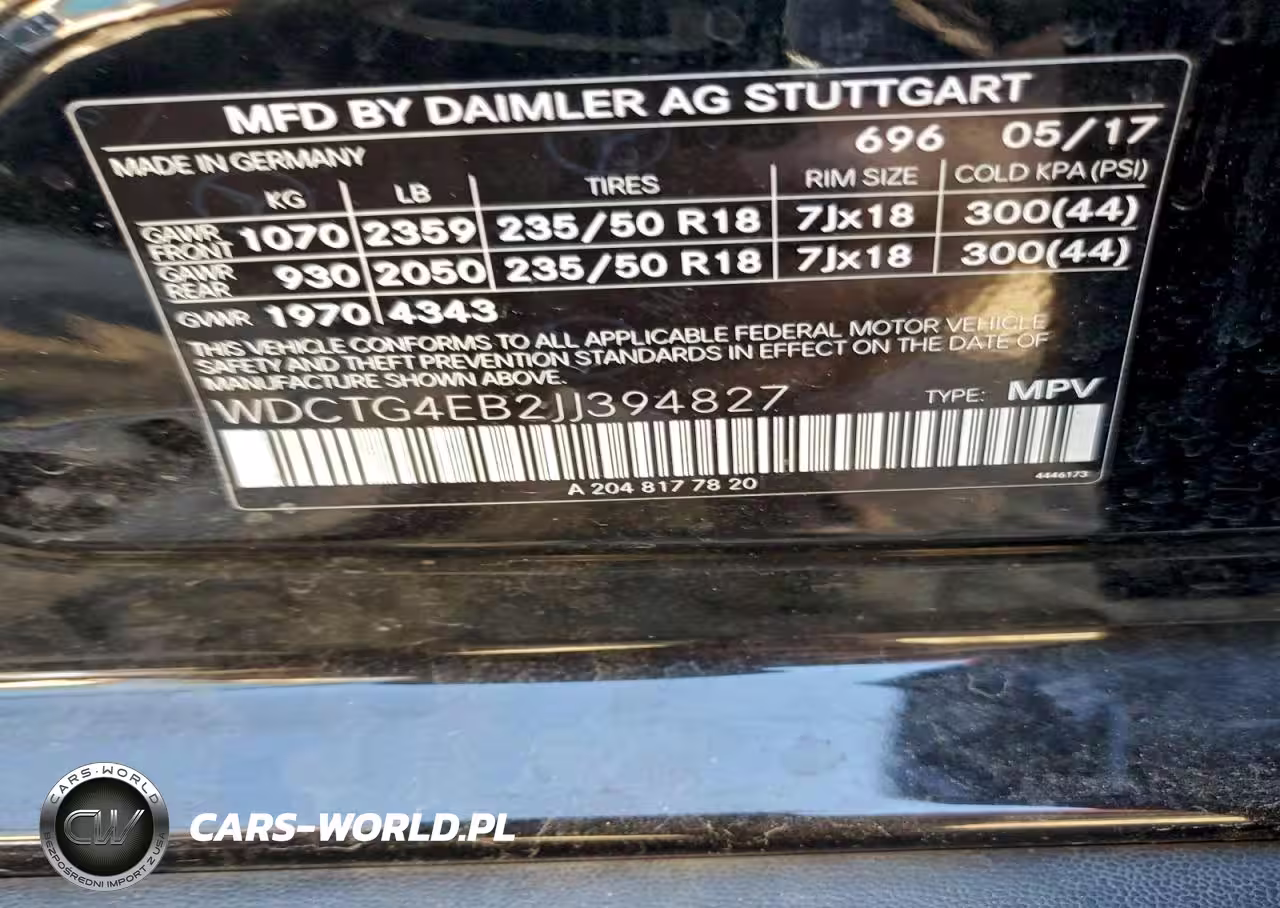 MFD BY DAIMLER AG STUTTGART
MADE IN GERMANY 696 05/17
KG LB TIRES RIM SIZE COLD KPA (PSI)
GAWR FRONT 1070 2359 235/50 R18 7Jx18 300(44)
GAWR REAR 930 2050 235/50 R18 7Jx18 300(44)
GVWR 1970 4343
THIS VEHICLE CONFORMS TO ALL APPLICABLE FEDERAL MOTOR VEHICLE
SAFETY AND THEFT PREVENTION STANDARDS IN EFFECT ON THE DATE OF
MANUFACTURE SHOWN ABOVE.
WDCTG4EB2JJ394827 TYPE: MPV
A 204 817 78 20 4446173
CARS-WORLD
CW
BEZPOŚREDNI IMPORT Z USA
CARS-WORLD.PL